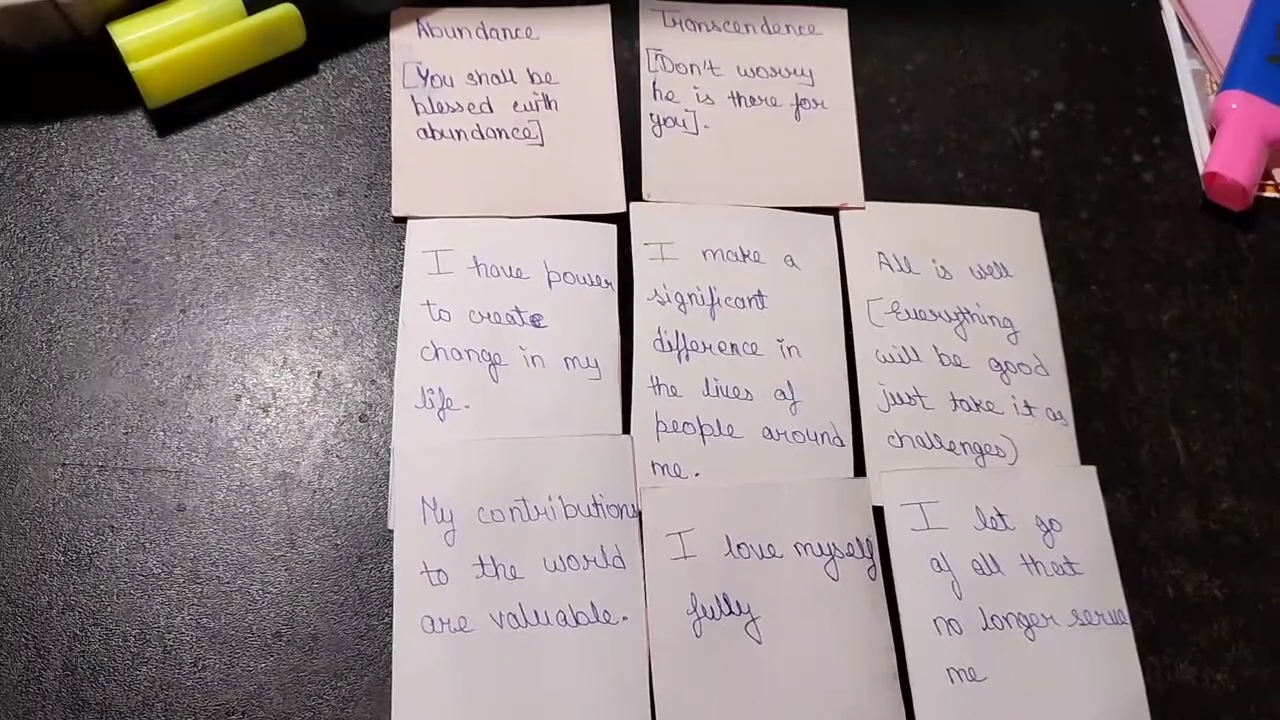 Abundance
[You shall be
blessed with
abundance]
Transcendence
[Don't worry
he is there for
you].
I have power
to create
change in my
life.
I make a
significant
difference in
the lives of
people around
me.
All is well
(Everything
will be good
just take it as
challenges)
My contributions
to the world
are valuable.
I love myself
fully
I let go
of all that
no longer serve
me